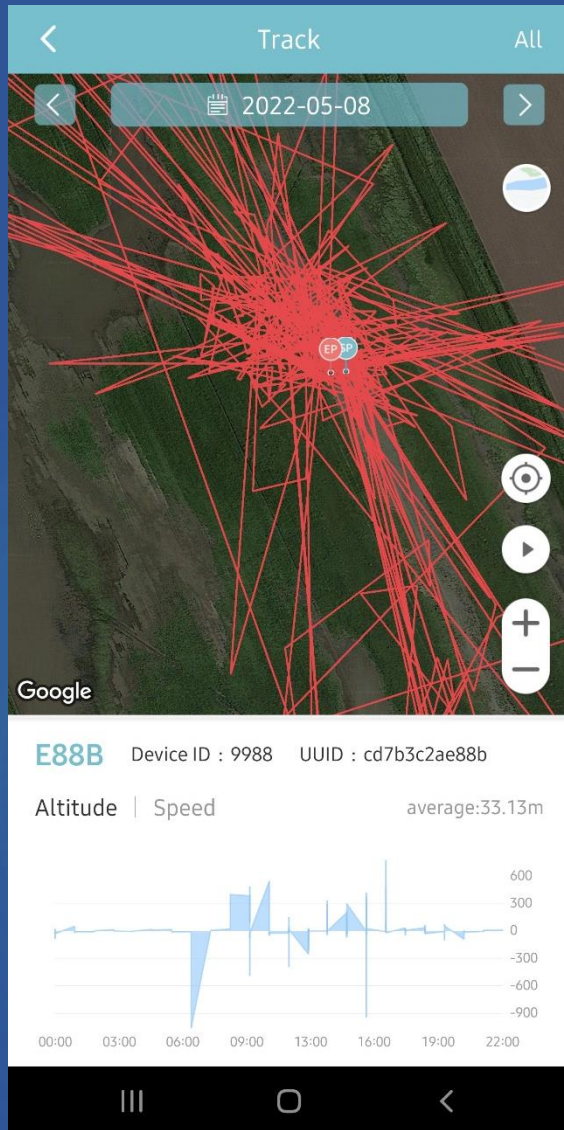 Track All
2022-05-08
EP SP
Google
E88B Device ID : 9988 UUID : cd7b3c2ae88b
Altitude | Speed average:33.13m
600
300
0
-300
-600
-900
00:00 03:00 06:00 09:00 13:00 16:00 19:00 22:00